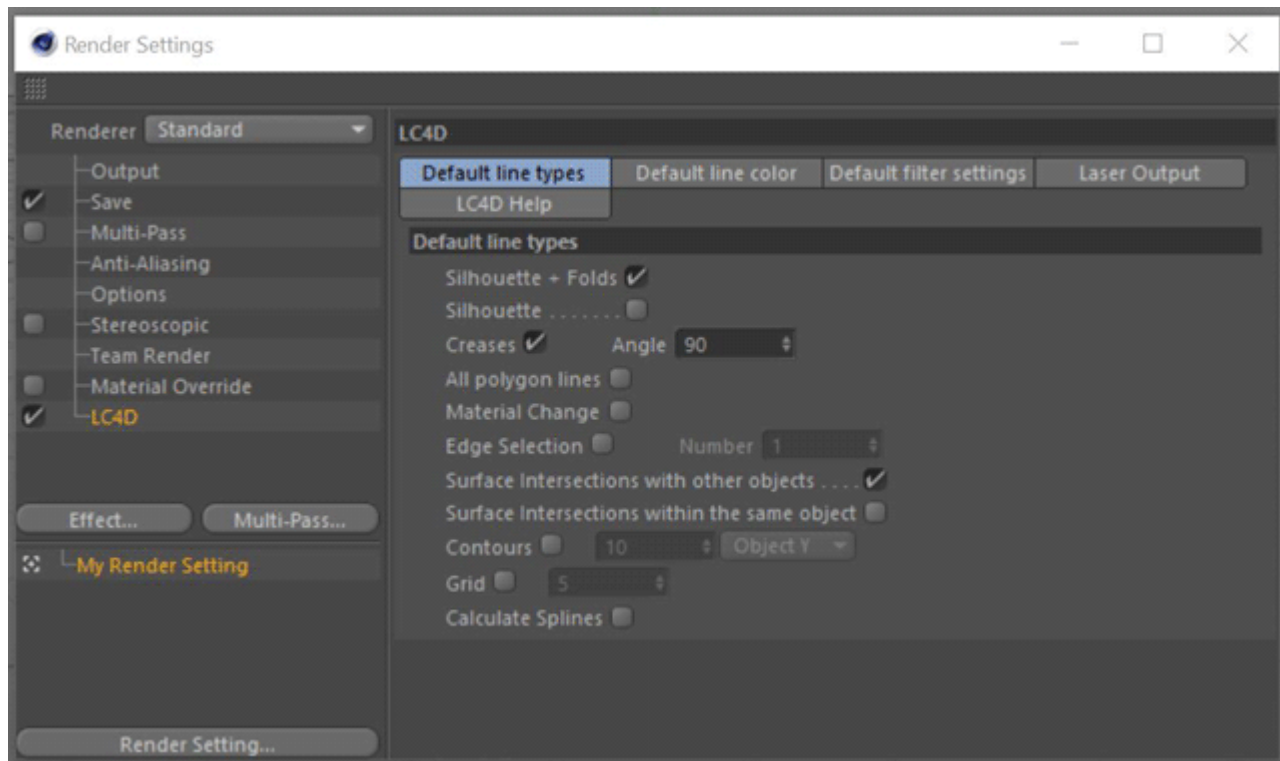 Render Settings
Renderer Standard
Output
Save
Multi-Pass
Anti-Aliasing
Options
Stereoscopic
Team Render
Material Override
LC4D
Effect... Multi-Pass...
My Render Setting
Render Setting...
LC4D
Default line types Default line color Default filter settings Laser Output
LC4D Help
Default line types
Silhouette + Folds
Silhouette . . . . . . .
Creases Angle 90
All polygon lines
Material Change
Edge Selection Number 1
Surface Intersections with other objects . . . .
Surface Intersections within the same object
Contours 10 Object Y
Grid 5
Calculate Splines